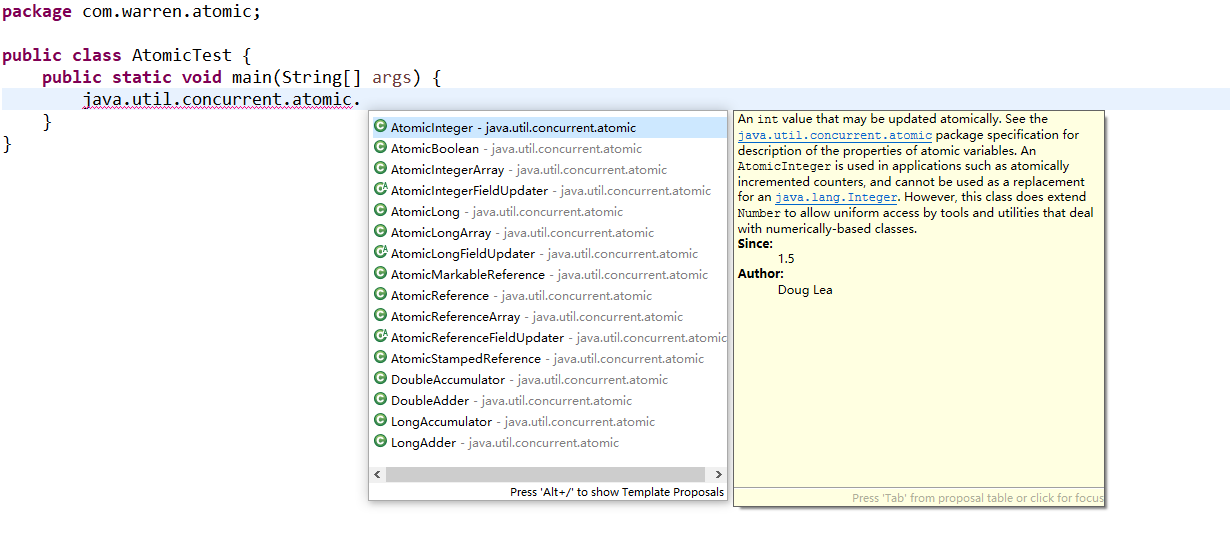 package com.warren.atomic;
public class AtomicTest {
public static void main(String[] args) {
java.util.concurrent.atomic.
}
}
AtomicInteger - java.util.concurrent.atomic
AtomicBoolean - java.util.concurrent.atomic
AtomicIntegerArray - java.util.concurrent.atomic
AtomicIntegerFieldUpdater - java.util.concurrent.atomic
AtomicLong - java.util.concurrent.atomic
AtomicLongArray - java.util.concurrent.atomic
AtomicLongFieldUpdater - java.util.concurrent.atomic
AtomicMarkableReference - java.util.concurrent.atomic
AtomicReference - java.util.concurrent.atomic
AtomicReferenceArray - java.util.concurrent.atomic
AtomicReferenceFieldUpdater - java.util.concurrent.atomic
AtomicStampedReference - java.util.concurrent.atomic
DoubleAccumulator - java.util.concurrent.atomic
DoubleAdder - java.util.concurrent.atomic
LongAccumulator - java.util.concurrent.atomic
LongAdder - java.util.concurrent.atomic
Press 'Alt+/' to show Template Proposals
An int value that may be updated atomically. See the
java.util.concurrent.atomic package specification for
description of the properties of atomic variables. An
AtomicInteger is used in applications such as atomically
incremented counters, and cannot be used as a replacement
for an java.lang.Integer. However, this class does extend
Number to allow uniform access by tools and utilities that deal
with numerically-based classes.
Since:
1.5
Author:
Doug Lea
Press 'Tab' from proposal table or click for focus